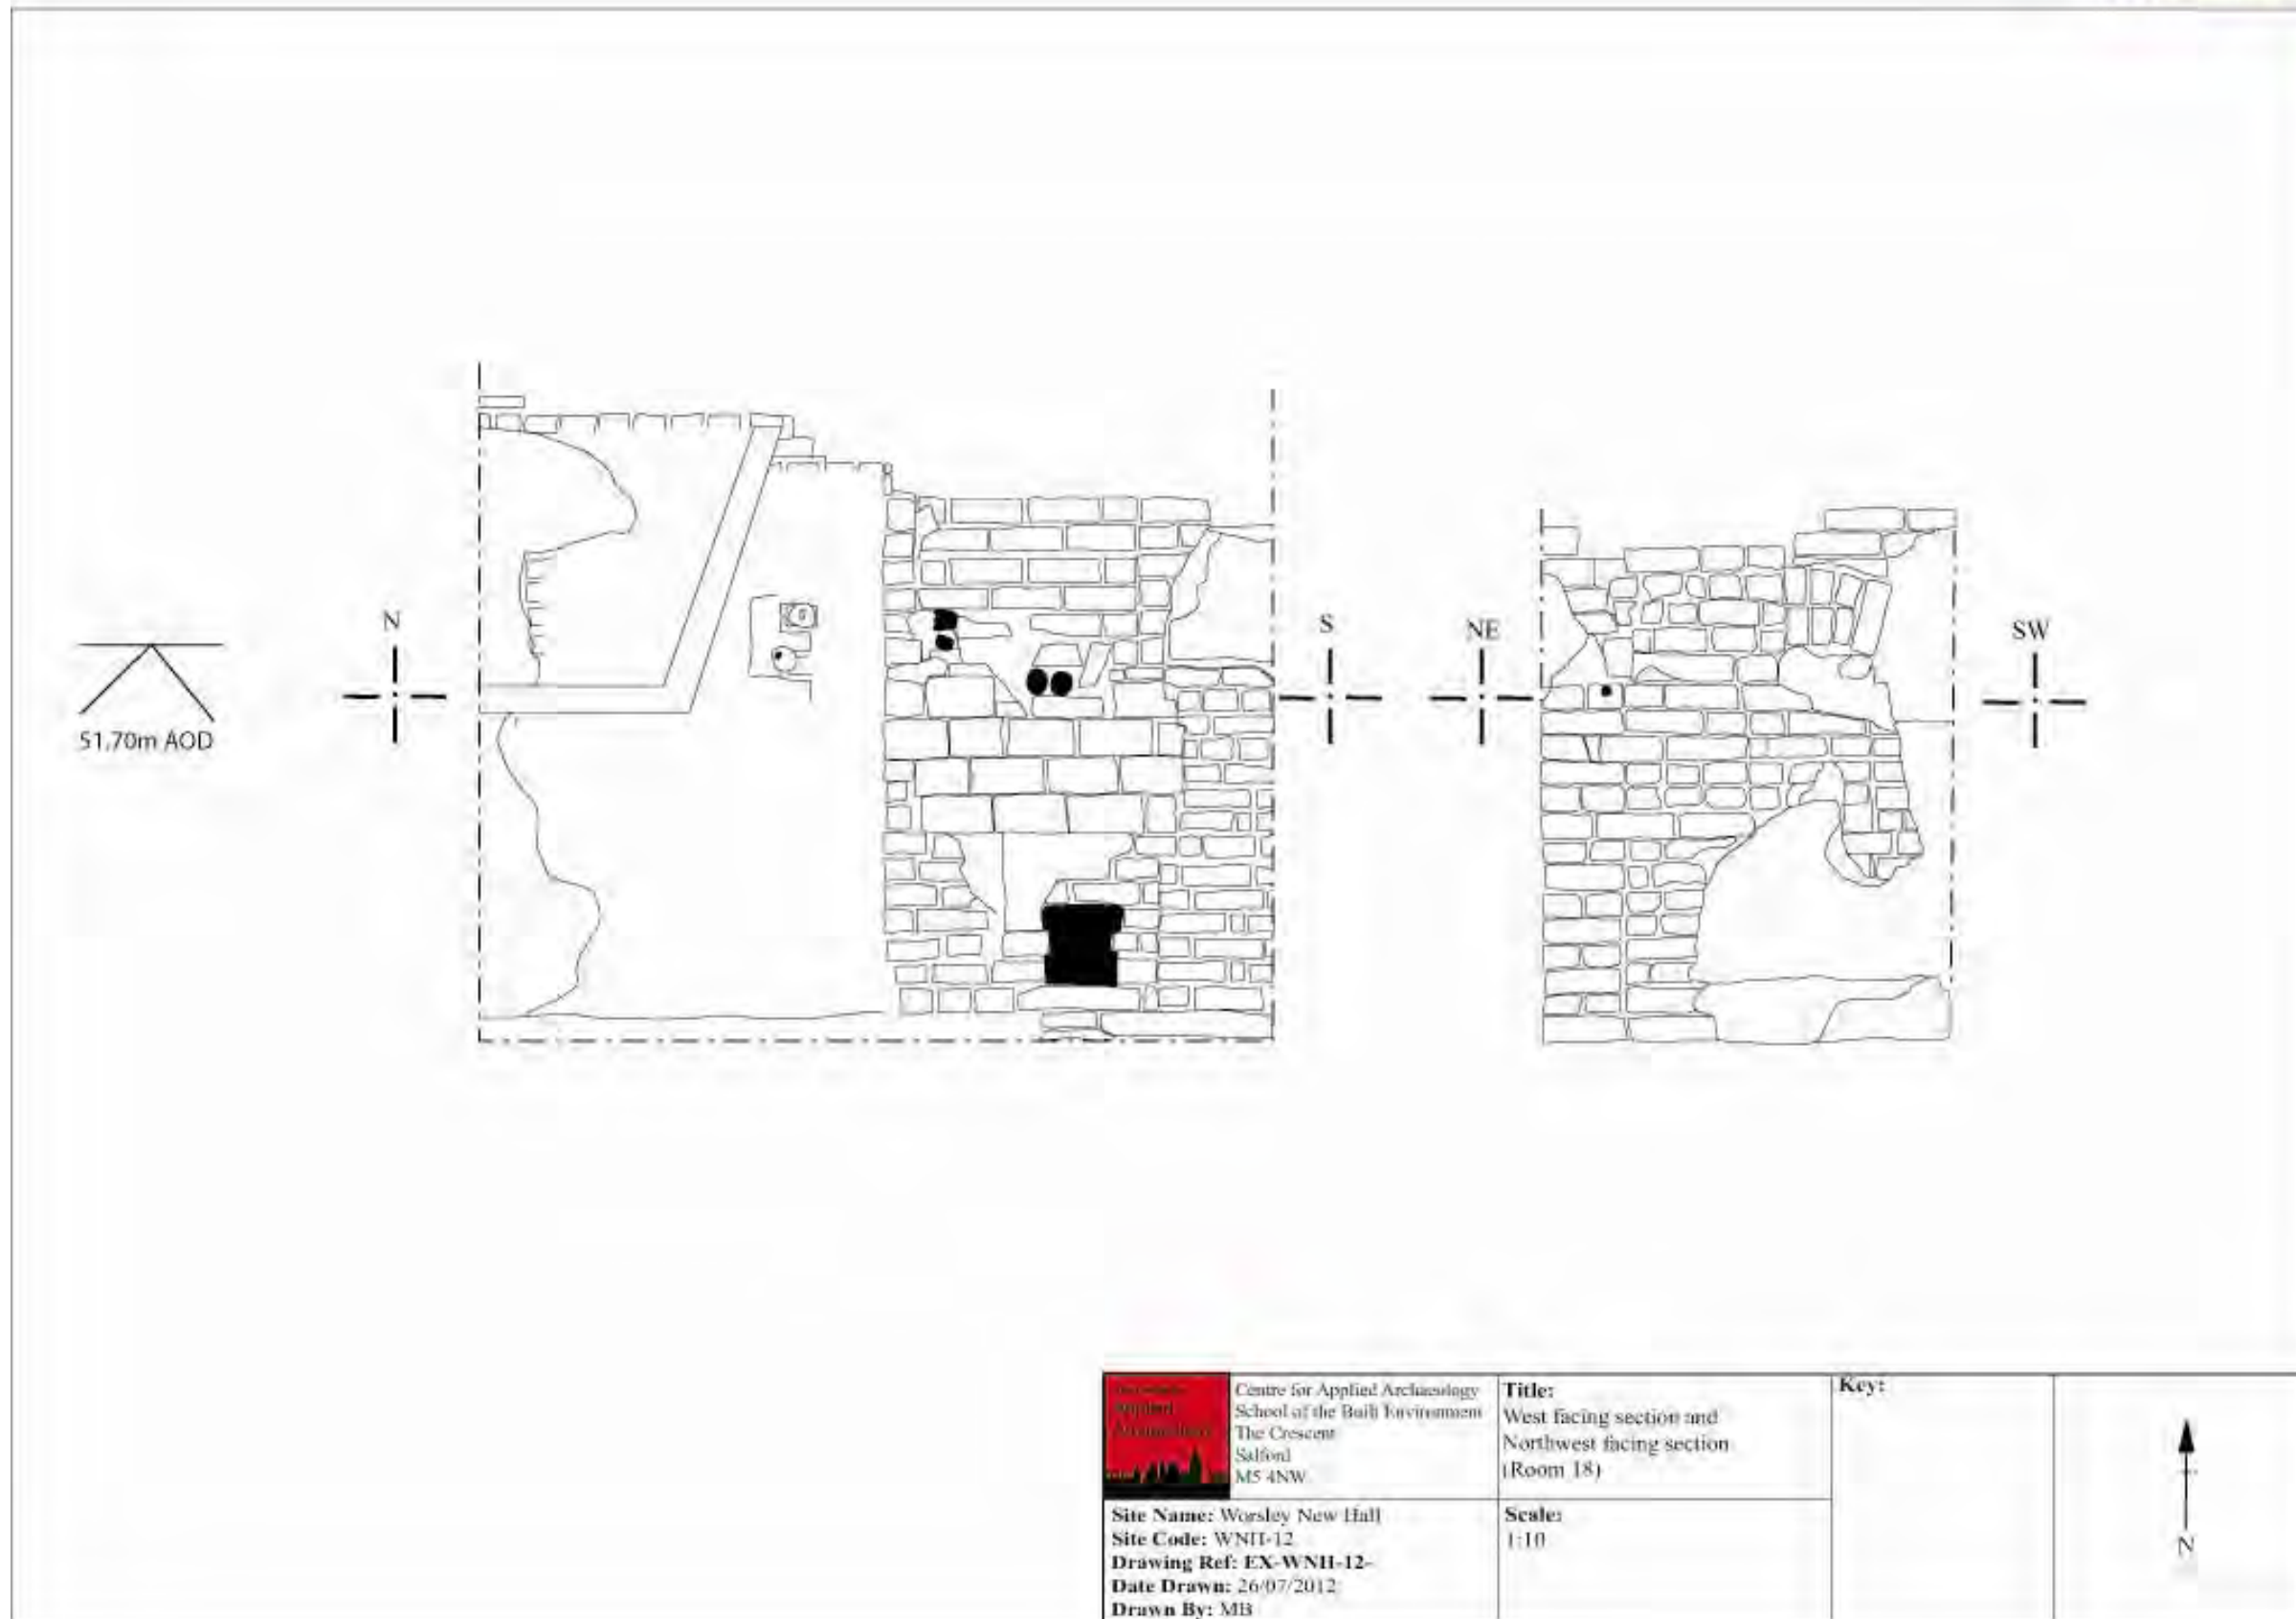 N
51.70m AOD
S
NE
SW
Centre for Applied Archaeology
School of the Built Environment
The Crescent
Salford
M5 4NW
Title:
West facing section and
Northwest facing section
(Room 18)
Key:
Site Name: Worsley New Hall
Site Code: WNH-12
Drawing Ref: EX-WNH-12-
Date Drawn: 26/07/2012
Drawn By: MB
Scale:
1:10
N